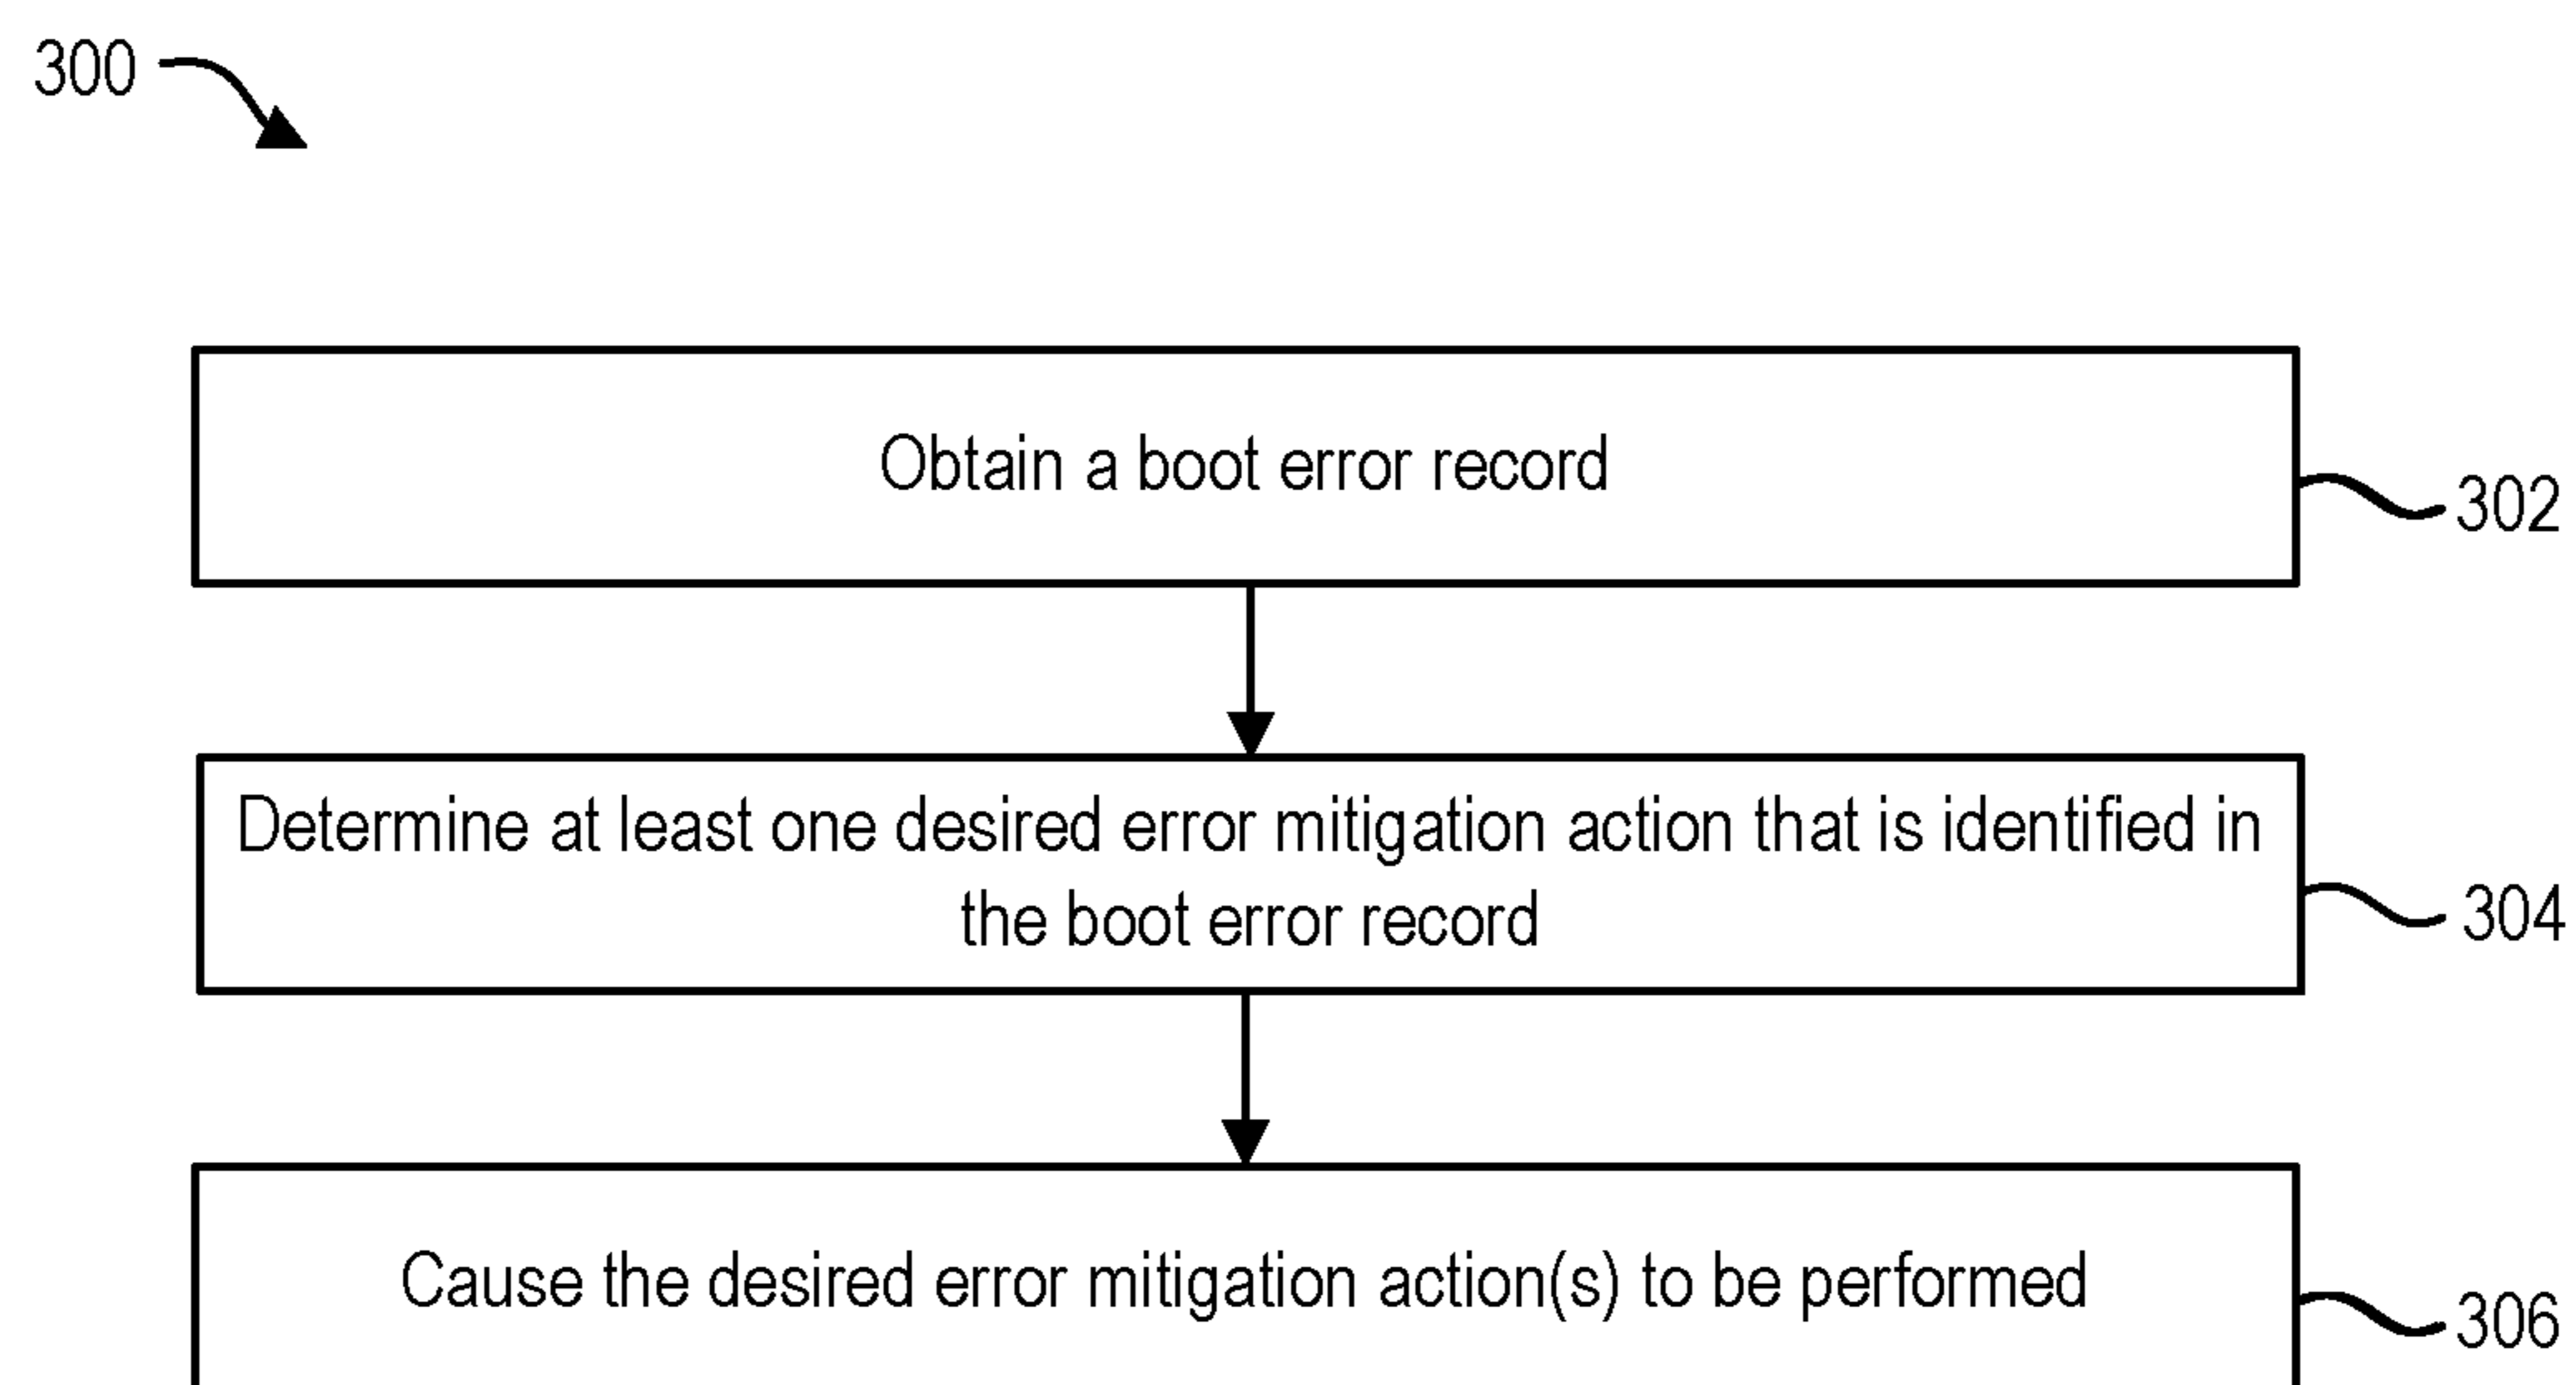 300
Obtain a boot error record
302
Determine at least one desired error mitigation action that is identified in
the boot error record
304
Cause the desired error mitigation action(s) to be performed
306